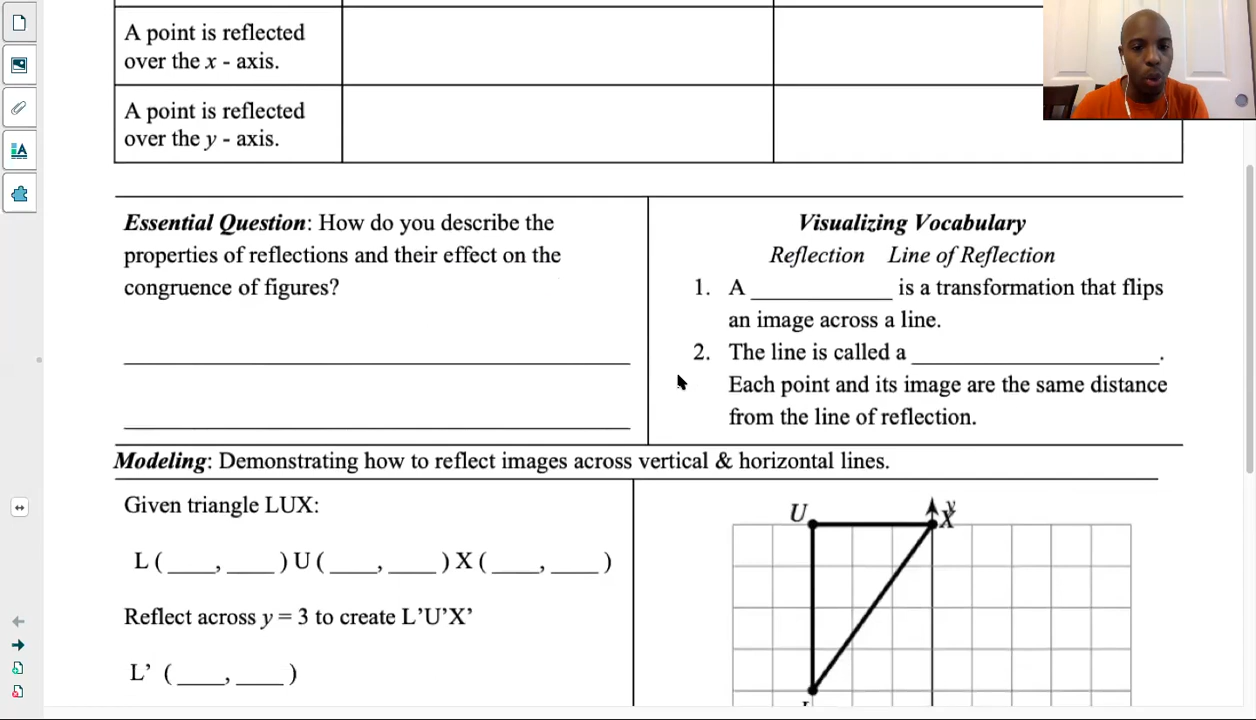 A point is reflected
over the x - axis.
A point is reflected
over the y - axis.
Essential Question: How do you describe the
properties of reflections and their effect on the
congruence of figures?
Visualizing Vocabulary
Reflection Line of Reflection
1. A ____________ is a transformation that flips
an image across a line.
2. The line is called a _____________________.
Each point and its image are the same distance
from the line of reflection.
Modeling: Demonstrating how to reflect images across vertical & horizontal lines.
Given triangle LUX:
L ( ____, ____ ) U ( ____, ____ ) X ( ____, ____ )
Reflect across y = 3 to create L’U’X’
L’ ( ____, ____ )
U
y
X